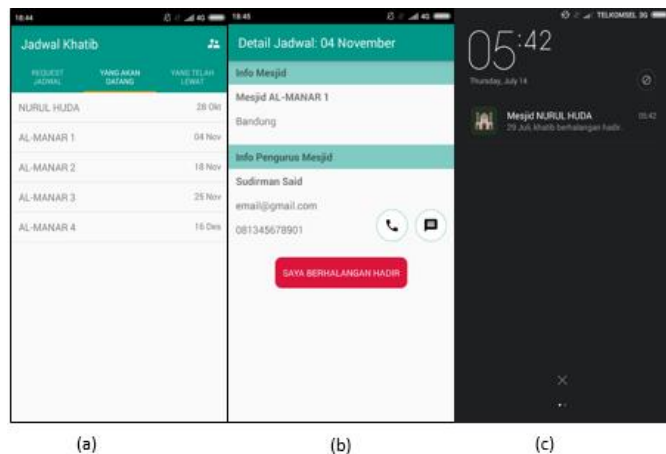 18:44
4G
Jadwal Khatib
REQUEST JADWAL
YANG AKAN DATANG
YANG TELAH LEWAT
NURUL HUDA 28 Okt
AL-MANAR 1 04 Nov
AL-MANAR 2 18 Nov
AL-MANAR 3 25 Nov
AL-MANAR 4 16 Des
(a)
18:45
4G
Detail Jadwal: 04 November
Info Mesjid
Mesjid AL-MANAR 1
Bandung
Info Pengurus Mesjid
Sudirman Said
email@gmail.com
081345678901
SAYA BERHALANGAN HADIR
(b)
TELKOMSEL 3G
05:42
Thursday, July 14
Mesjid NURUL HUDA 05:42
29 Juli, khatib berhalangan hadir.
(c)